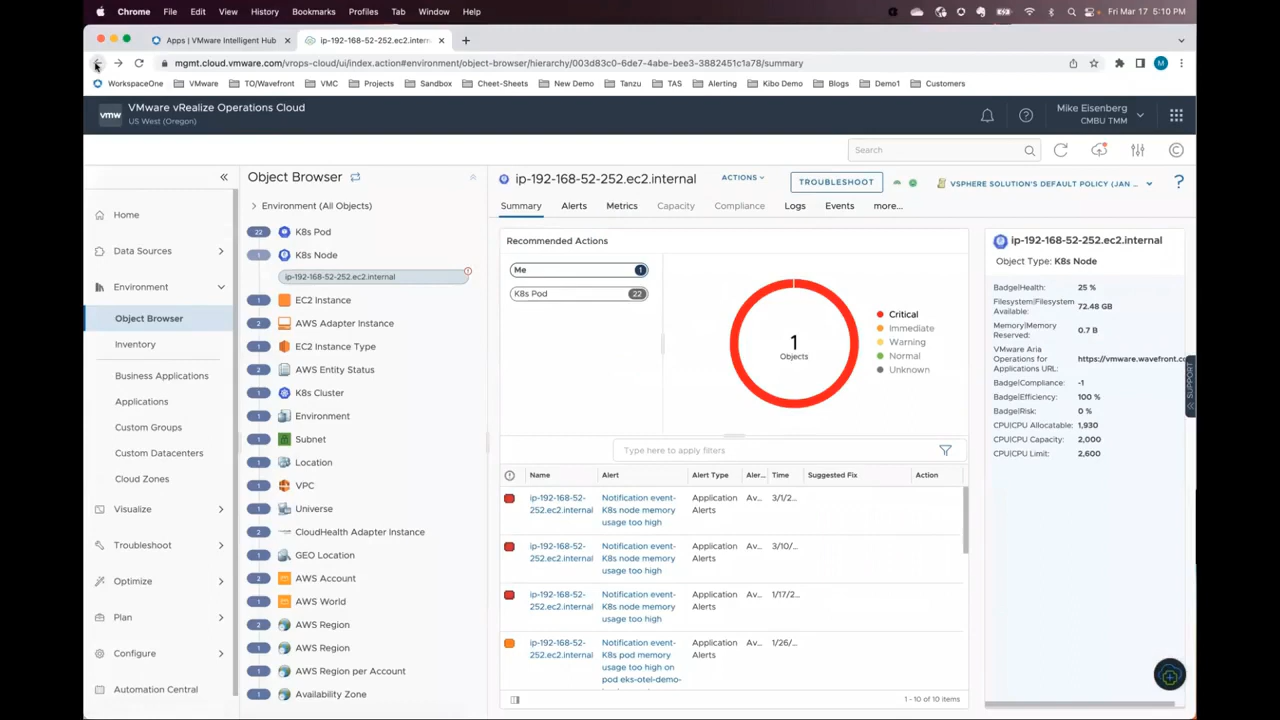 Chrome File Edit View History Bookmarks Profiles Tab Window Help
Fri Mar 17 5:10 PM
Apps | VMware Intelligent Hub
ip-192-168-52-252.ec2.intern
mgmt.cloud.vmware.com/vrops-cloud/ui/index.action#environment/object-browser/hierarchy/003d83c0-6de7-4abe-bee3-3882451c1a78/summary
M
WorkspaceOne VMware TO/Wavefront VMC Projects Sandbox Cheet-Sheets New Demo Tanzu TAS Alerting Kibo Demo Blogs Demo1 Customers
vmw
VMware vRealize Operations Cloud
US West (Oregon)
Mike Eisenberg
CMBU TMM
Search
Home
Data Sources
Environment
Object Browser
Inventory
Business Applications
Applications
Custom Groups
Custom Datacenters
Cloud Zones
Visualize
Troubleshoot
Optimize
Plan
Configure
Automation Central
Object Browser
Environment (All Objects)
22 K8s Pod
1 K8s Node
ip-192-168-52-252.ec2.internal
1 EC2 Instance
2 AWS Adapter Instance
1 EC2 Instance Type
2 AWS Entity Status
1 K8s Cluster
1 Environment
1 Subnet
1 Location
1 VPC
1 Universe
2 CloudHealth Adapter Instance
1 GEO Location
2 AWS Account
1 AWS World
2 AWS Region
1 AWS Region
1 AWS Region per Account
1 Availability Zone
ip-192-168-52-252.ec2.internal
ACTIONS
TROUBLESHOOT
VSPHERE SOLUTION'S DEFAULT POLICY (JAN ...
?
Summary Alerts Metrics Capacity Compliance Logs Events more...
Recommended Actions
Me 1
K8s Pod 22
1
Objects
Critical
Immediate
Warning
Normal
Unknown
Type here to apply filters
Name Alert Alert Type Aler... Time Suggested Fix Action
ip-192-168-52- Notification event- Application Av... 3/1/2...
252.ec2.internal K8s node memory Alerts
usage too high
ip-192-168-52- Notification event- Application Av... 3/10/...
252.ec2.internal K8s node memory Alerts
usage too high
ip-192-168-52- Notification event- Application Av... 1/17/2...
252.ec2.internal K8s node memory Alerts
usage too high
ip-192-168-52- Notification event- Application Av... 1/26/...
252.ec2.internal K8s pod memory Alerts
usage too high on
pod eks-otel-demo-
1 - 10 of 10 items
ip-192-168-52-252.ec2.internal
Object Type: K8s Node
Badge|Health: 25 %
Filesystem|Filesystem
Available: 72.48 GB
Memory|Memory
Reserved: 0.7 B
VMware Aria
Operations for https://vmware.wavefront.co
Applications URL:
Badge|Compliance: -1
Badge|Efficiency: 100 %
Badge|Risk: 0 %
CPU|CPU Allocatable: 1,930
CPU|CPU Capacity: 2,000
CPU|CPU Limit: 2,600
SUPPORT